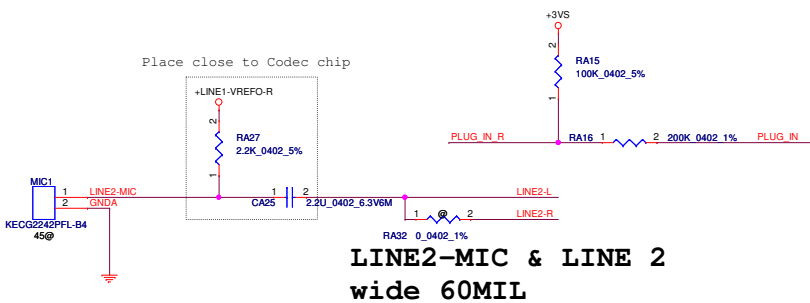 +3VS
Place close to Codec chip
2
RA15
100K_0402_5%
1
+LINE1-VREFO-R
2
RA27
2.2K_0402_5%
1
PLUG_IN_R
RA16
1
2
200K_0402_1%
PLUG_IN
MIC1
1
LINE2-MIC
2
GNDA
KECG2242PFL-B4
45@
1
2
CA25
2.2U_0402_6.3V6M
LINE2-L
1
@
2
LINE2-R
RA32
0_0402_1%
LINE2-MIC & LINE 2
wide 60MIL